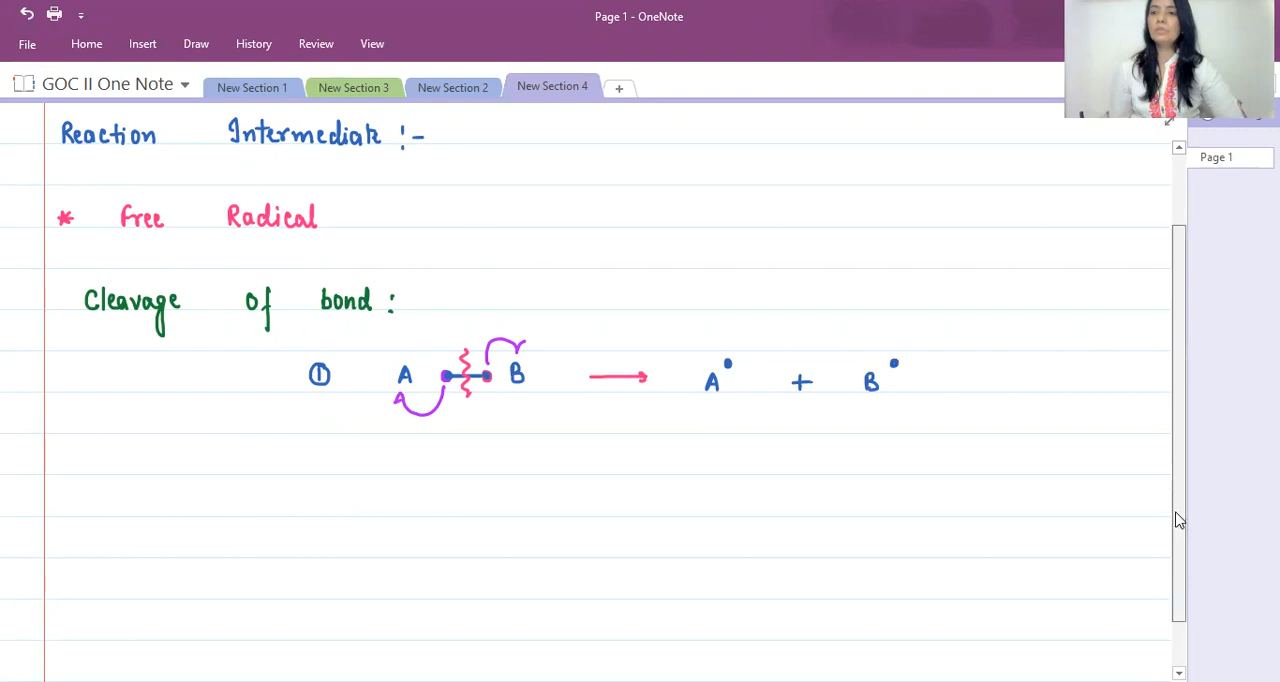 Page 1 - OneNote
File Home Insert Draw History Review View
GOC II One Note New Section 1 New Section 3 New Section 2 New Section 4 +
Page 1
Reaction Intermediate :-
* Free Radical
Cleavage of bond :
① A B → A• + B•